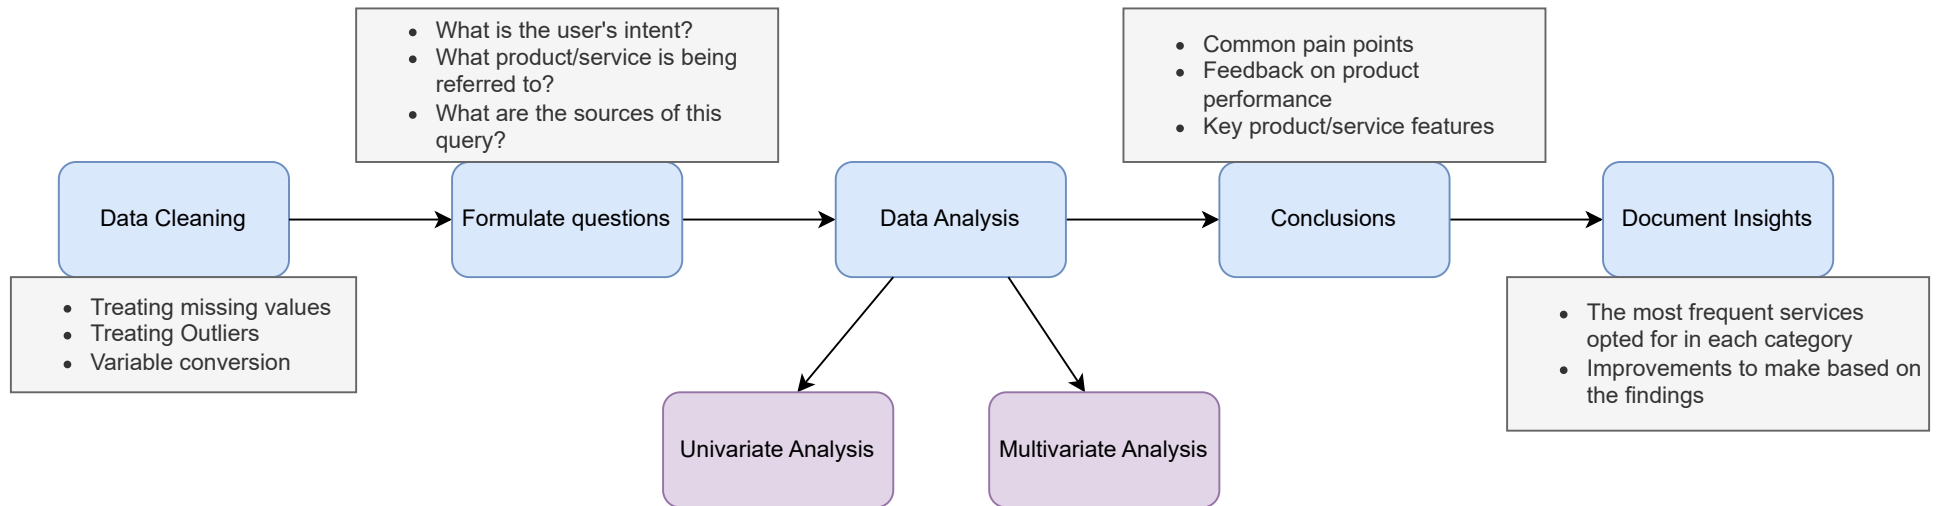 What is the user's intent?
What product/service is being
referred to?
What are the sources of this
query?
Common pain points
Feedback on product
performance
Key product/service features
Data Cleaning
Formulate questions
Data Analysis
Conclusions
Document Insights
Treating missing values
Treating Outliers
Variable conversion
The most frequent services
opted for in each category
Improvements to make based on
the findings
Univariate Analysis
Multivariate Analysis